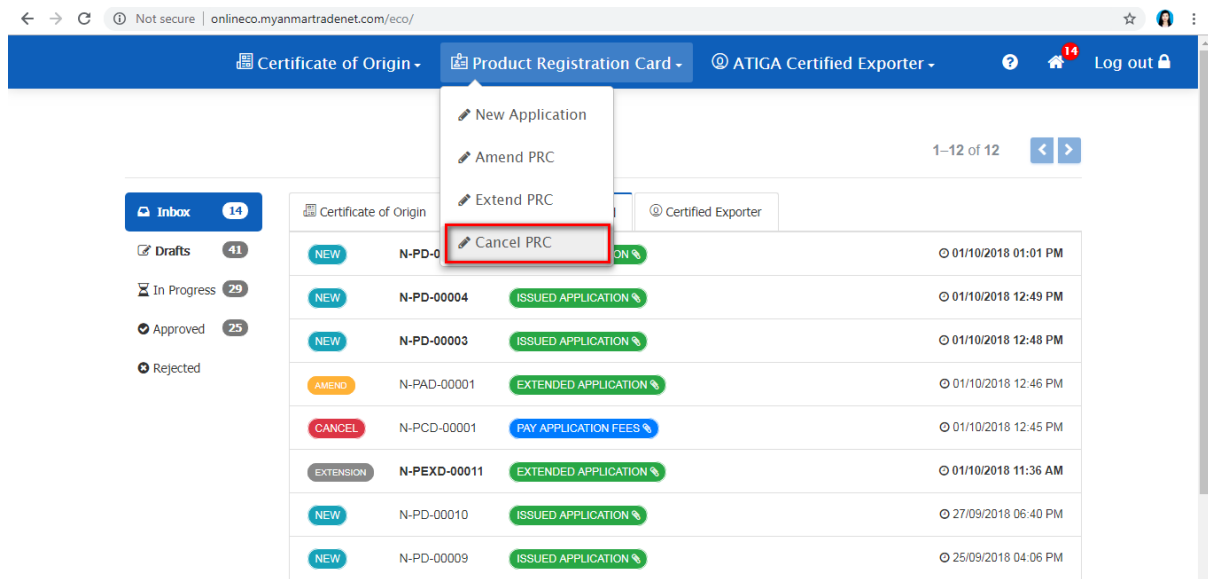 Not secure | onlineco.myanmartradenet.com/eco/
Certificate of Origin
Product Registration Card
ATIGA Certified Exporter
14
Log out
New Application
Amend PRC
Extend PRC
Cancel PRC
1–12 of 12
Inbox 14
Drafts 41
In Progress 29
Approved 25
Rejected
Certificate of Origin
Certified Exporter
NEW N-PD-0 ON 01/10/2018 01:01 PM
NEW N-PD-00004 ISSUED APPLICATION 01/10/2018 12:49 PM
NEW N-PD-00003 ISSUED APPLICATION 01/10/2018 12:48 PM
AMEND N-PAD-00001 EXTENDED APPLICATION 01/10/2018 12:46 PM
CANCEL N-PCD-00001 PAY APPLICATION FEES 01/10/2018 12:45 PM
EXTENSION N-PEXD-00011 EXTENDED APPLICATION 01/10/2018 11:36 AM
NEW N-PD-00010 ISSUED APPLICATION 27/09/2018 06:40 PM
NEW N-PD-00009 ISSUED APPLICATION 25/09/2018 04:06 PM